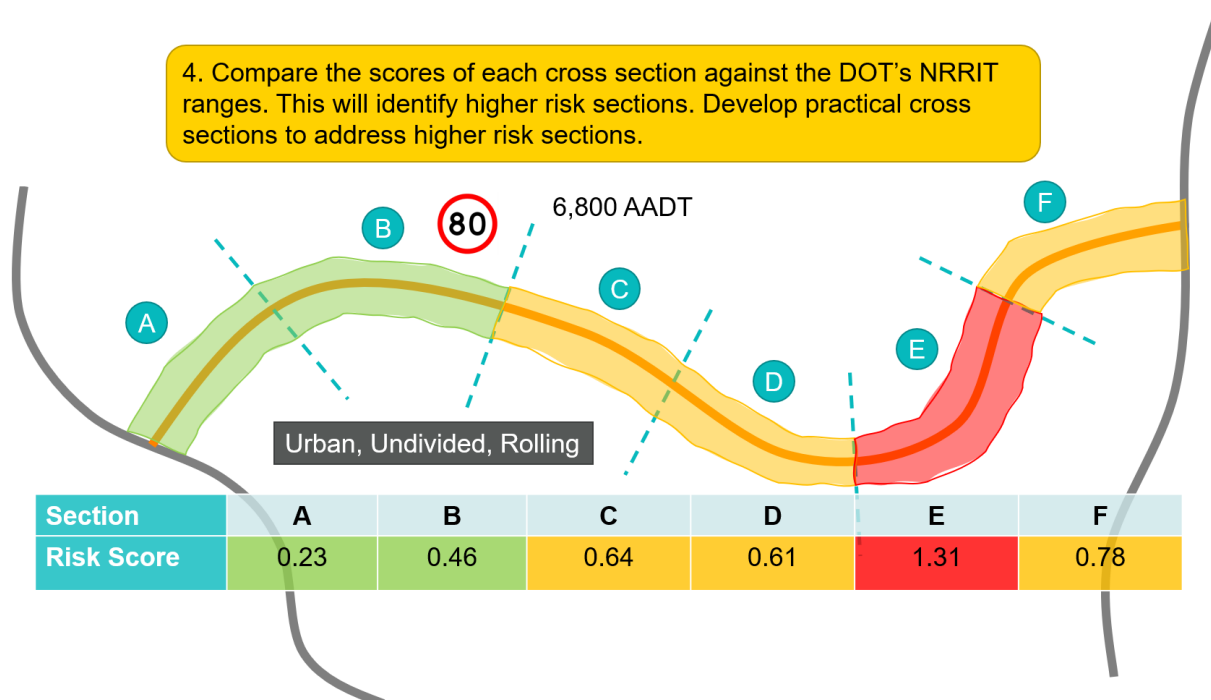 4. Compare the scores of each cross section against the DOT’s NRRIT
ranges. This will identify higher risk sections. Develop practical cross
sections to address higher risk sections.
F
B
80
6,800 AADT
C
A
E
D
Urban, Undivided, Rolling
Section A B C D E F
Risk Score 0.23 0.46 0.64 0.61 1.31 0.78